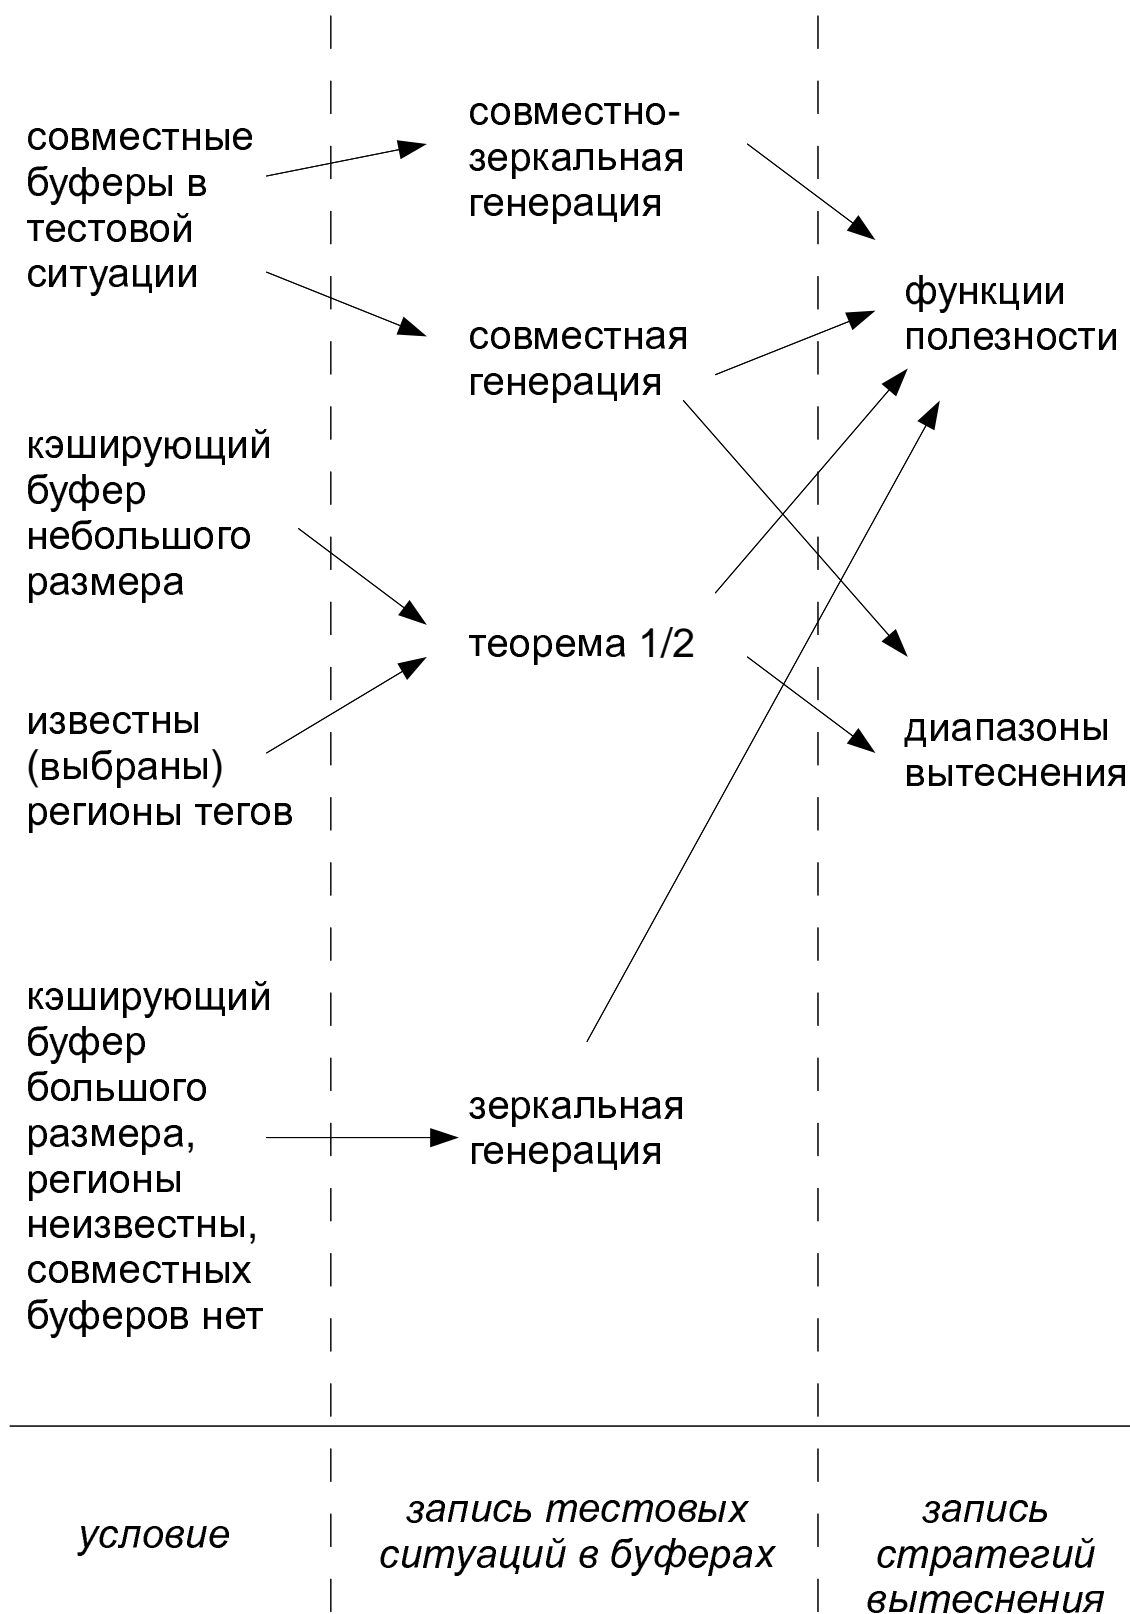 совместные
буферы в
тестовой
ситуации
совместно-
зеркальная
генерация
совместная
генерация
функции
полезности
кэширующий
буфер
небольшого
размера
теорема 1/2
известны
(выбраны)
регионы тегов
диапазоны
вытеснения
кэширующий
буфер
большого
размера,
регионы
неизвестны,
совместных
буферов нет
зеркальная
генерация
условие
запись тестовых
ситуаций в буферах
запись
стратегий
вытеснения